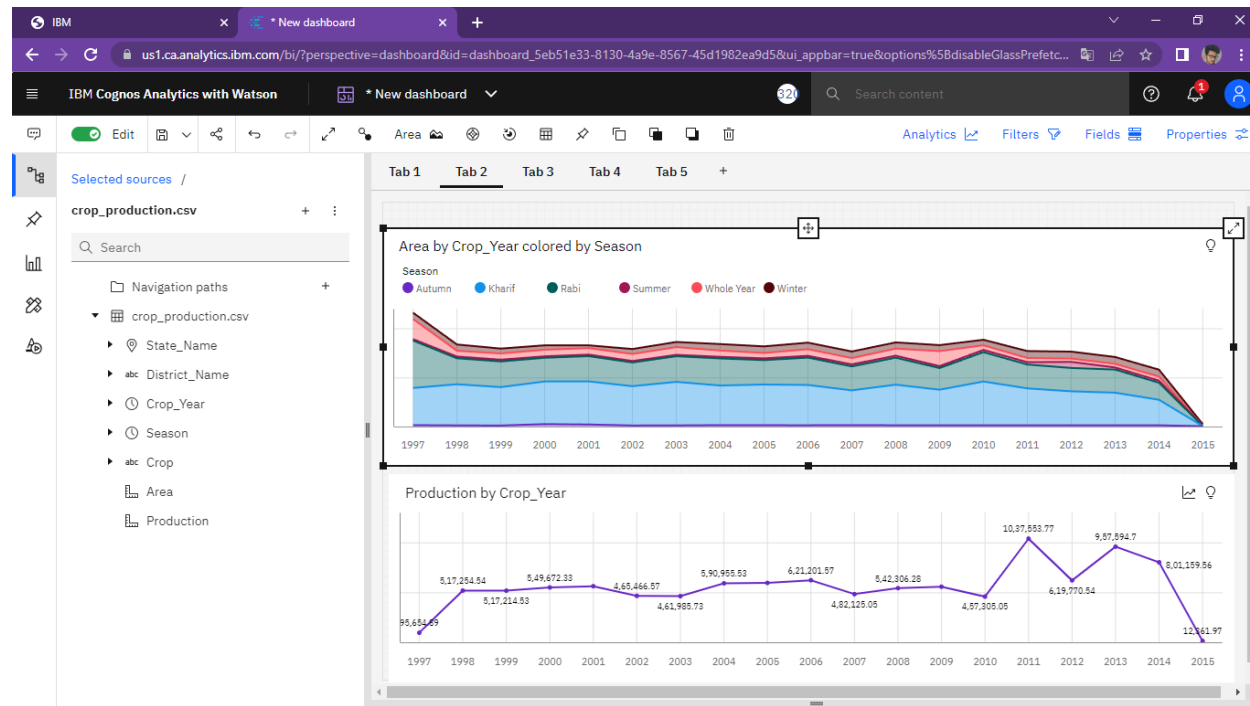 IBM
* New dashboard
us1.ca.analytics.ibm.com/bi/?perspective=dashboard&id=dashboard_5eb51e33-8130-4a9e-8567-45d1982ea9d5&ui_appbar=true&options%5BdisableGlassPrefetc...
IBM Cognos Analytics with Watson
* New dashboard
320
Search content
1
Edit
Area
Analytics
Filters
Fields
Properties
Selected sources /
crop_production.csv
Search
Navigation paths
crop_production.csv
State_Name
abc District_Name
Crop_Year
Season
abc Crop
Area
Production
Tab 1 Tab 2 Tab 3 Tab 4 Tab 5 +
Area by Crop_Year colored by Season
Season
Autumn Kharif Rabi Summer Whole Year Winter
1997 1998 1999 2000 2001 2002 2003 2004 2005 2006 2007 2008 2009 2010 2011 2012 2013 2014 2015
Production by Crop_Year
10,37,553.77
9,57,594.7
8,01,159.56
5,17,254.54 5,49,672.33 4,65,466.57 5,90,955.53 6,21,201.57 5,42,306.28 6,19,770.54
5,17,214.53 4,61,985.73 4,82,125.05 4,57,305.05
12,361.97
1997 1998 1999 2000 2001 2002 2003 2004 2005 2006 2007 2008 2009 2010 2011 2012 2013 2014 2015